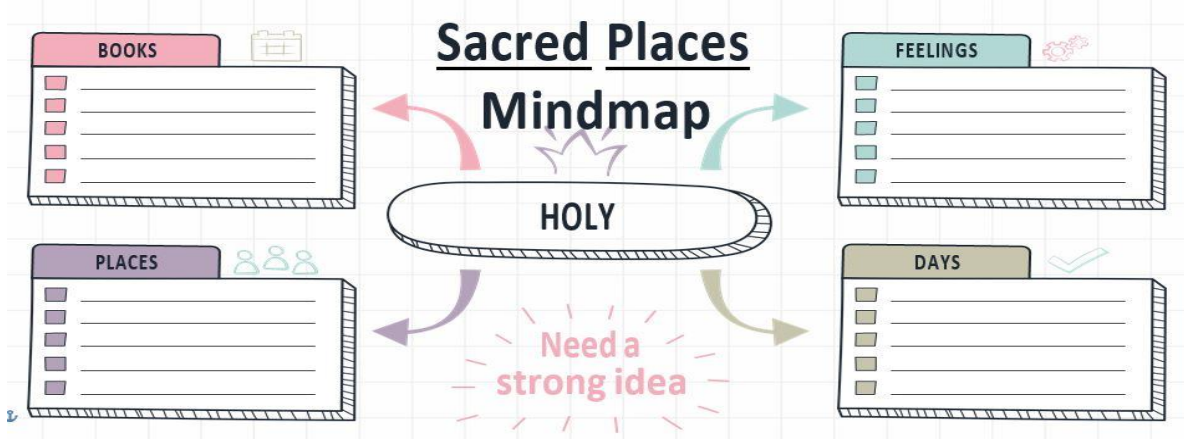 Sacred Places
Mindmap
BOOKS
FEELINGS
HOLY
PLACES
DAYS
Need a
strong idea